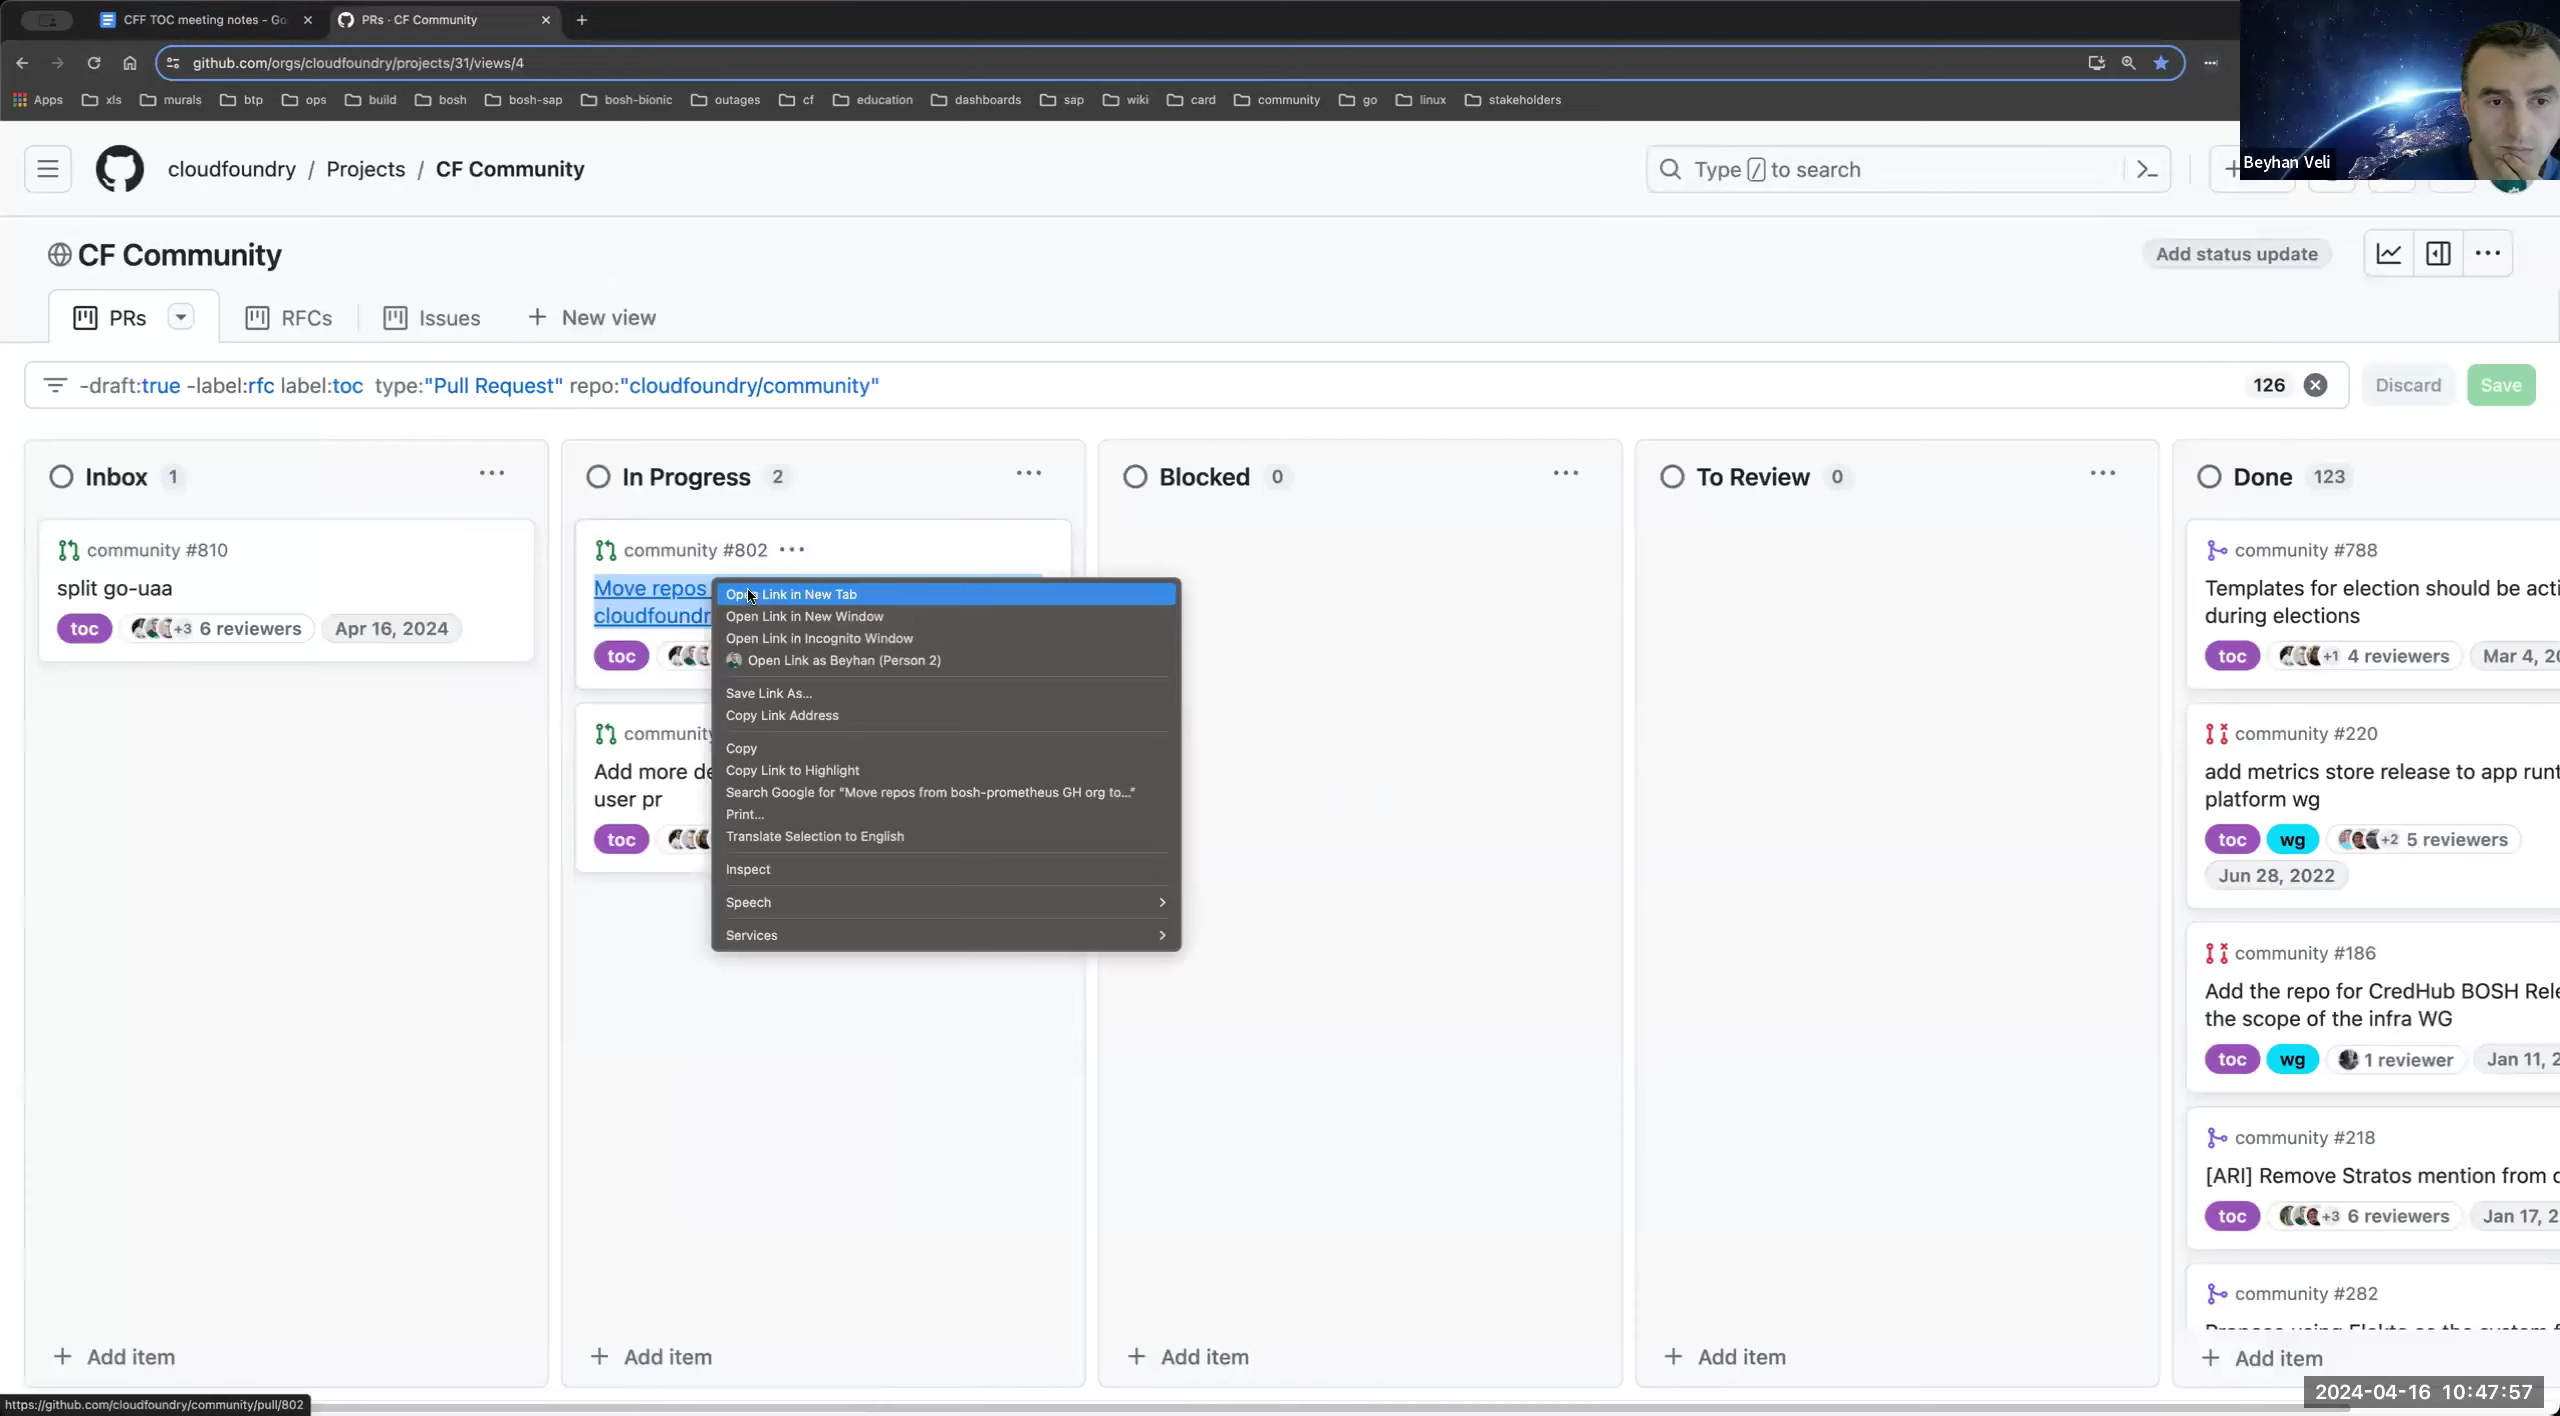 CFF TOC meeting notes - Go
PRs · CF Community
github.com/orgs/cloudfoundry/projects/31/views/4
Apps xls murals btp ops build bosh bosh-sap bosh-bionic outages cf education dashboards sap wiki card community go linux stakeholders
Beyhan Veli
cloudfoundry / Projects / CF Community
Type / to search
CF Community
Add status update
PRs RFCs Issues + New view
-draft:true -label:rfc label:toc type:"Pull Request" repo:"cloudfoundry/community"
126
Discard
Save
Inbox 1
community #810
split go-uaa
toc +3 6 reviewers Apr 16, 2024
+ Add item
In Progress 2
community #802 ...
Move repos
cloudfoundr
toc
communit
Add more de
user pr
toc
+ Add item
Open Link in New Tab
Open Link in New Window
Open Link in Incognito Window
Open Link as Beyhan (Person 2)
Save Link As...
Copy Link Address
Copy
Copy Link to Highlight
Search Google for "Move repos from bosh-prometheus GH org to..."
Print...
Translate Selection to English
Inspect
Speech
Services
Blocked 0
+ Add item
To Review 0
+ Add item
Done 123
community #788
Templates for election should be acti
during elections
toc +1 4 reviewers Mar 4, 20
community #220
add metrics store release to app runt
platform wg
toc wg +2 5 reviewers
Jun 28, 2022
community #186
Add the repo for CredHub BOSH Rele
the scope of the infra WG
toc wg 1 reviewer Jan 11, 2
community #218
[ARI] Remove Stratos mention from c
toc +3 6 reviewers Jan 17, 2
community #282
+ Add item
https://github.com/cloudfoundry/community/pull/802
2024-04-16 10:47:57